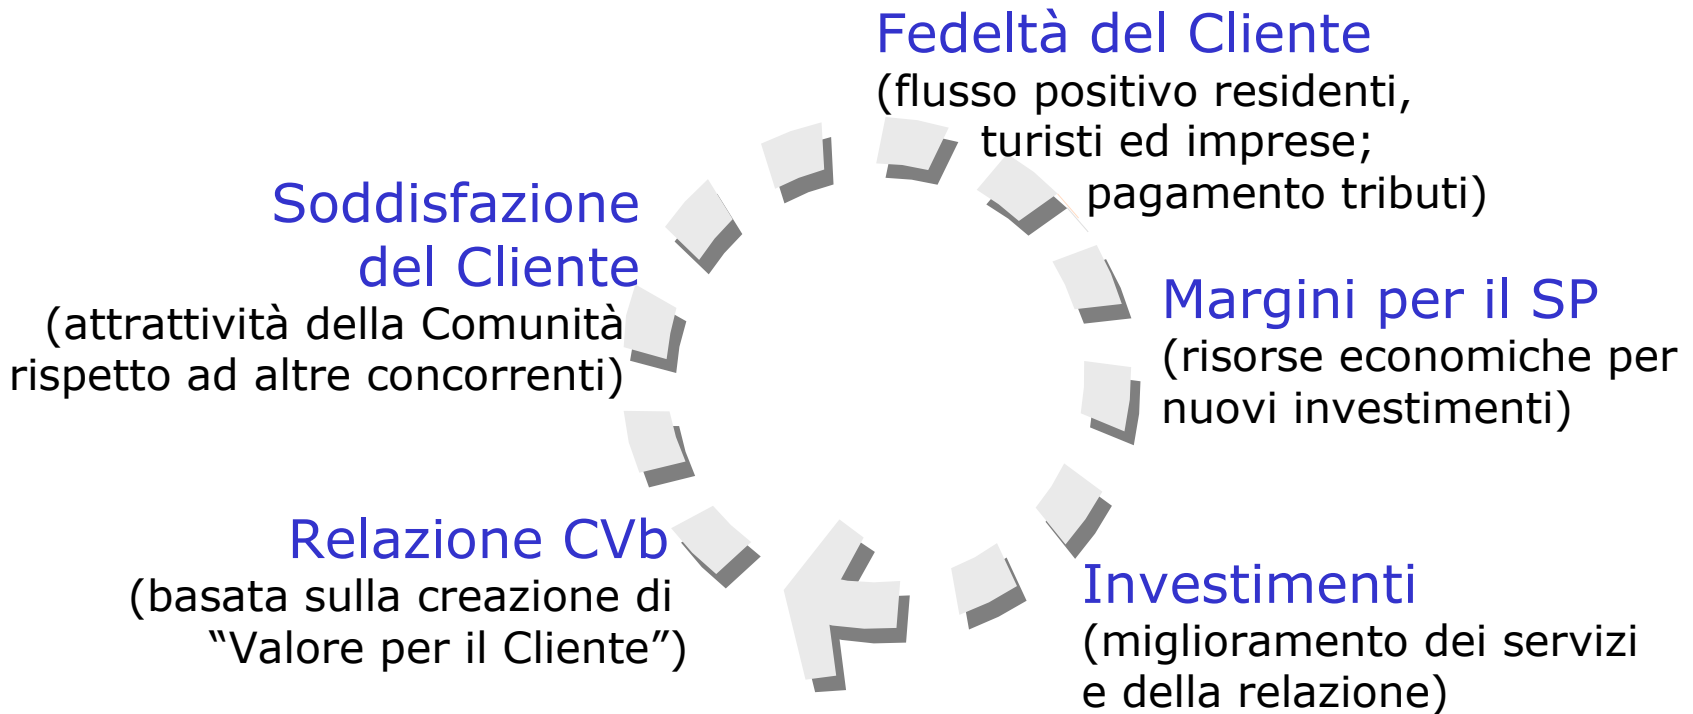 Fedeltà del Cliente
(flusso positivo residenti,
turisti ed imprese;
pagamento tributi)
Soddisfazione
del Cliente
(attrattività della Comunità
rispetto ad altre concorrenti)
Margini per il SP
(risorse economiche per
nuovi investimenti)
Relazione CVb
(basata sulla creazione di
“Valore per il Cliente”)
Investimenti
(miglioramento dei servizi
e della relazione)